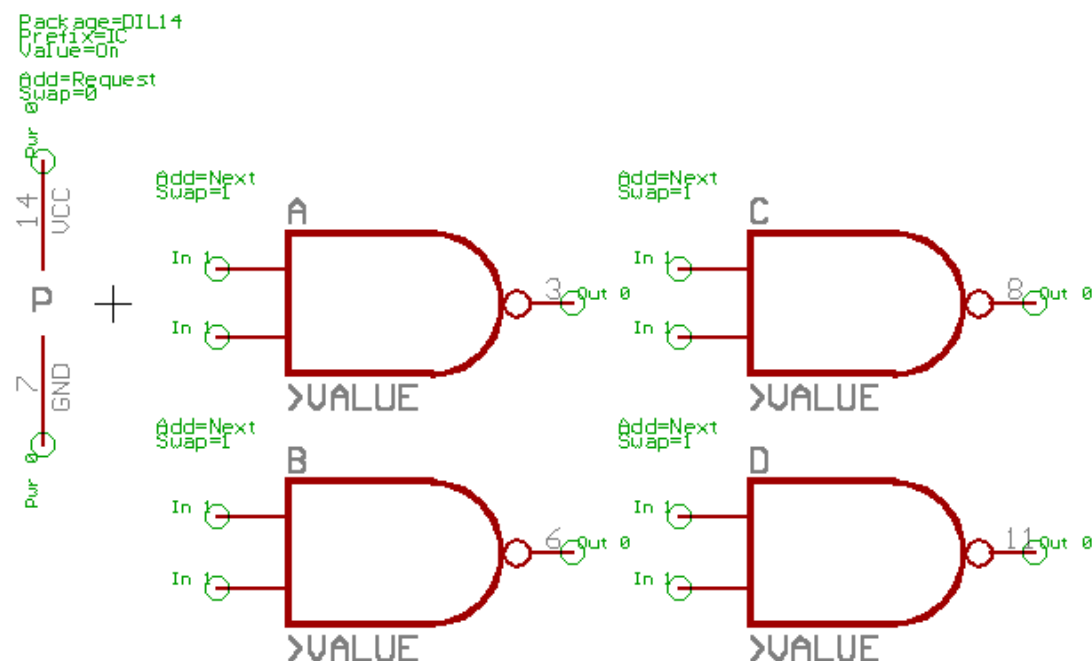 Package=DIL14
Prefix=IC
Value=On
Add=Request
Swap=0
Pwr 0
14
VCC
P
7
GND
Pwr 0
Add=Next
Swap=1
A
In 1
In 1
3
Out 0
>VALUE
Add=Next
Swap=1
C
In 1
In 1
8
Out 0
>VALUE
Add=Next
Swap=1
B
In 1
In 1
6
Out 0
>VALUE
Add=Next
Swap=1
D
In 1
In 1
11
Out 0
>VALUE